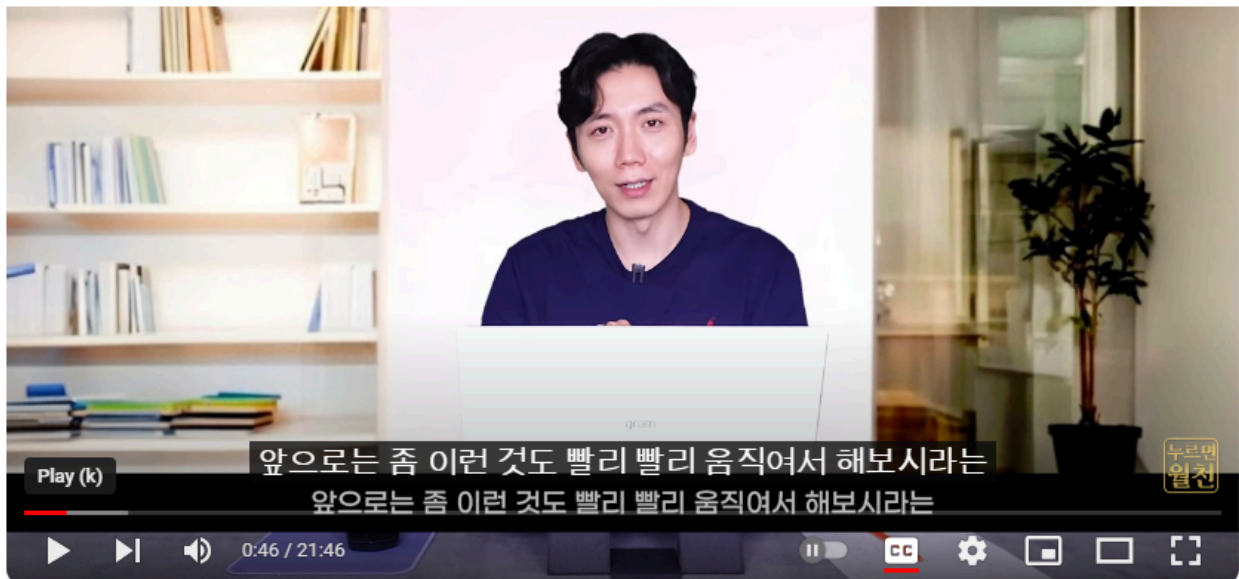 gram
앞으로는 좀 이런 것도 빨리 빨리 움직여서 해보시라는
누르면
월천
Play (k)
앞으로는 좀 이런 것도 빨리 빨리 움직여서 해보시라는
0:46 / 21:46
CC